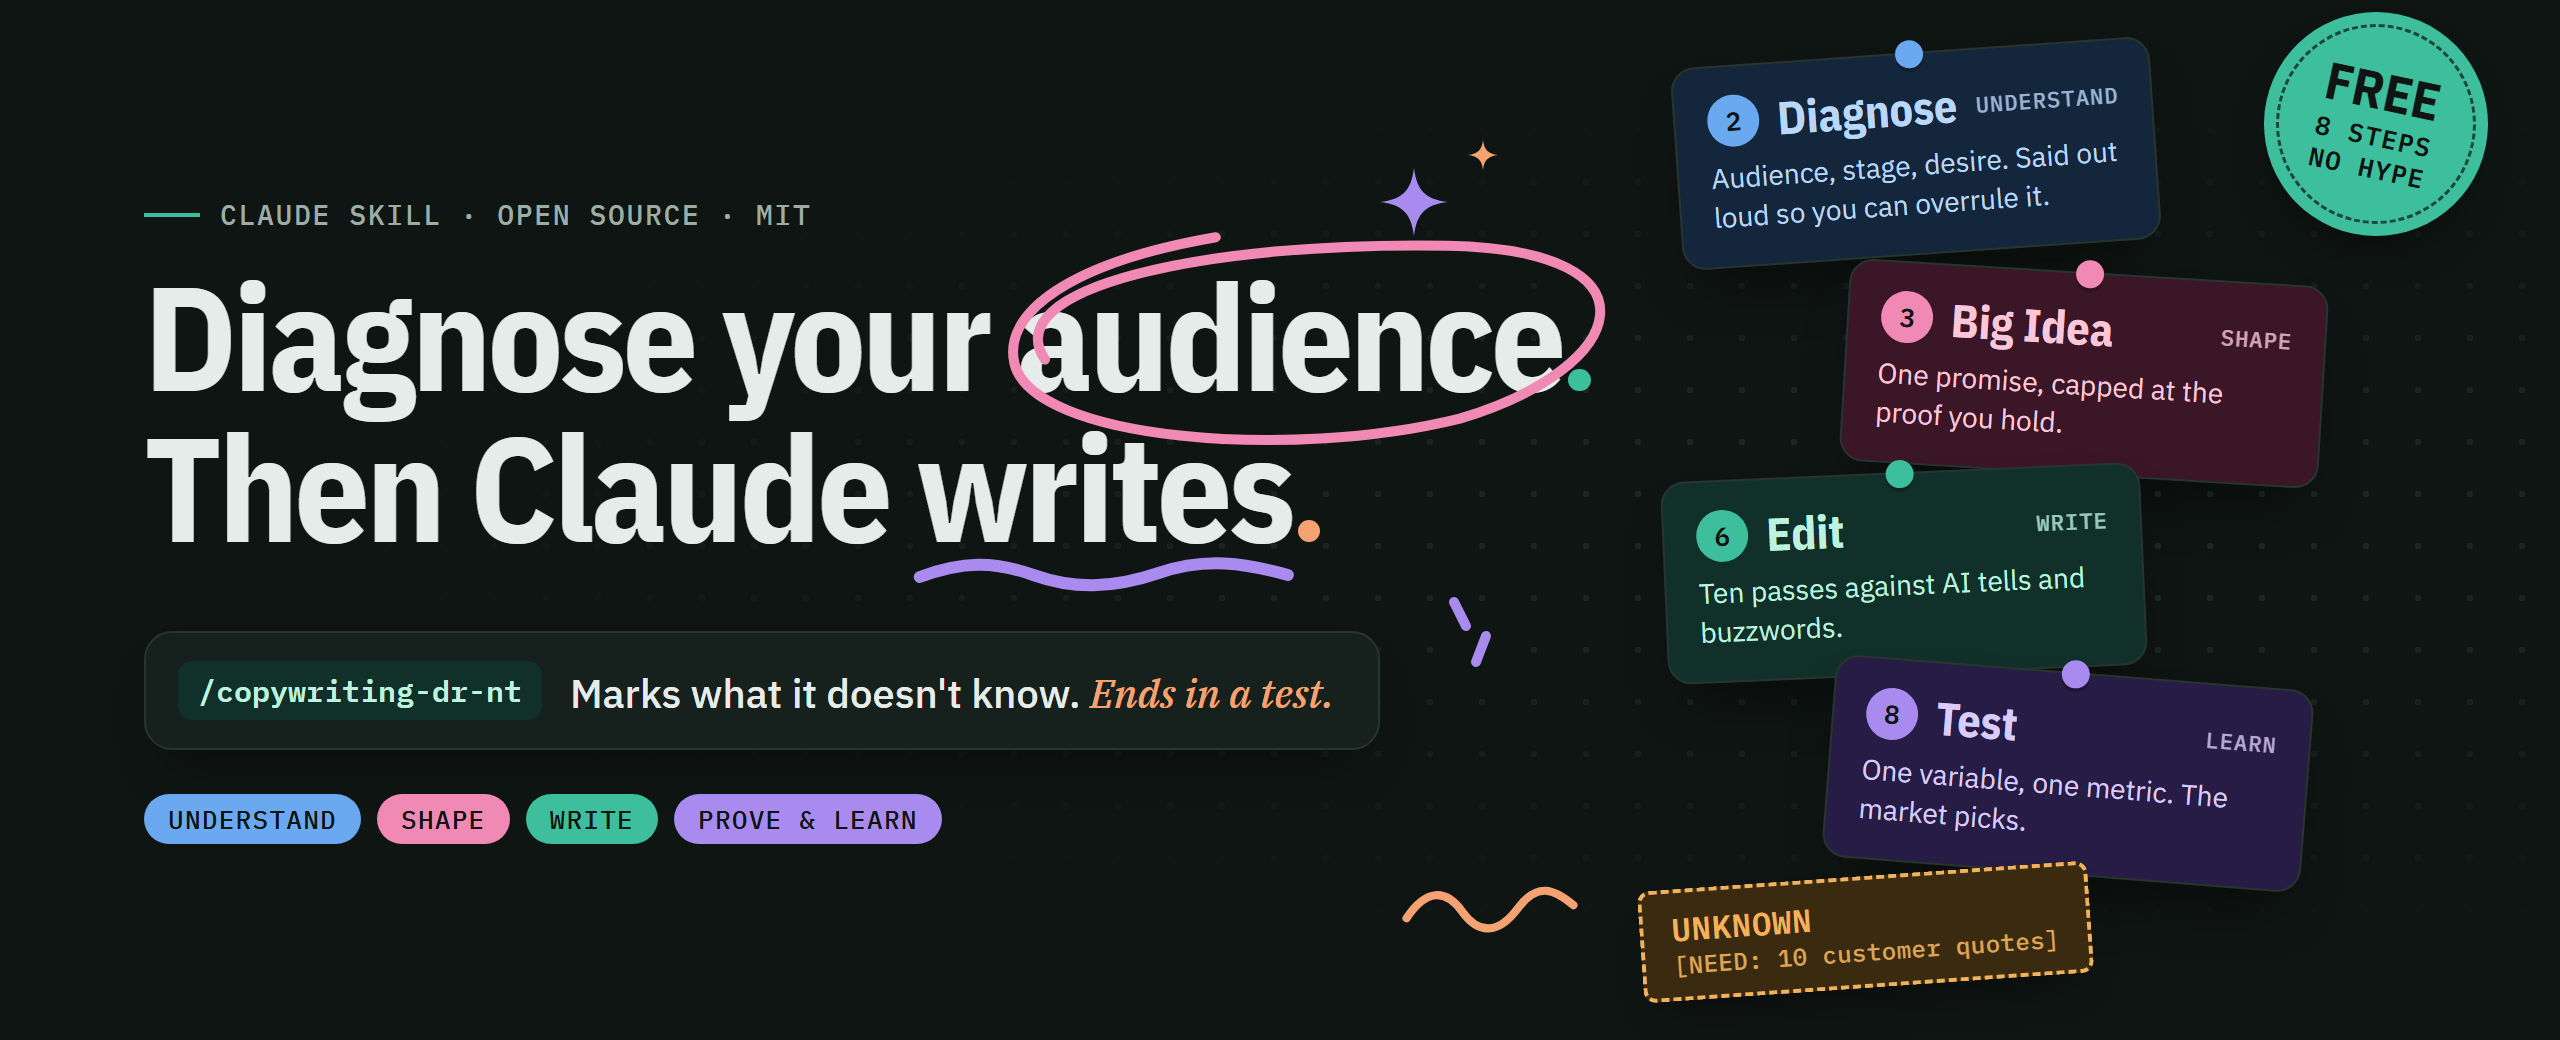 CLAUDE SKILL · OPEN SOURCE · MIT
Diagnose your audience.
Then Claude writes.
/copywriting-dr-nt Marks what it doesn't know. Ends in a test.
UNDERSTAND SHAPE WRITE PROVE & LEARN
2 Diagnose UNDERSTAND
Audience, stage, desire. Said out
loud so you can overrule it.
3 Big Idea SHAPE
One promise, capped at the
proof you hold.
6 Edit WRITE
Ten passes against AI tells and
buzzwords.
8 Test LEARN
One variable, one metric. The
market picks.
UNKNOWN
[NEED: 10 customer quotes]
FREE
8 STEPS
NO HYPE